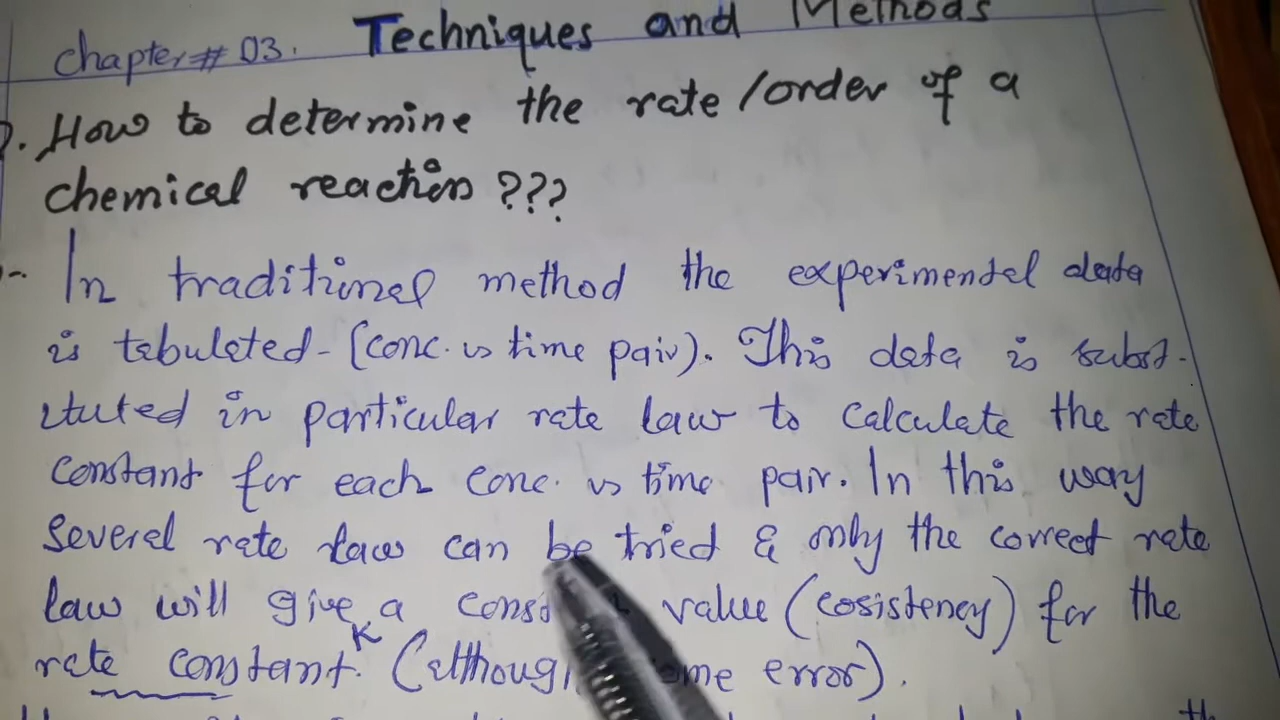 Chapter # 03. Techniques and Methods
Q. How to determine the rate/order of a
chemical reaction ???
In traditional method the experimental data
is tabulated - (conc. vs time pair). This data is subst-
ituted in particular rate law to calculate the rate
constant for each conc. vs time pair. In this way
several rate laws can be tried & only the correct rate
law will give a value (cosistency) for the
rate constant. K (although error).